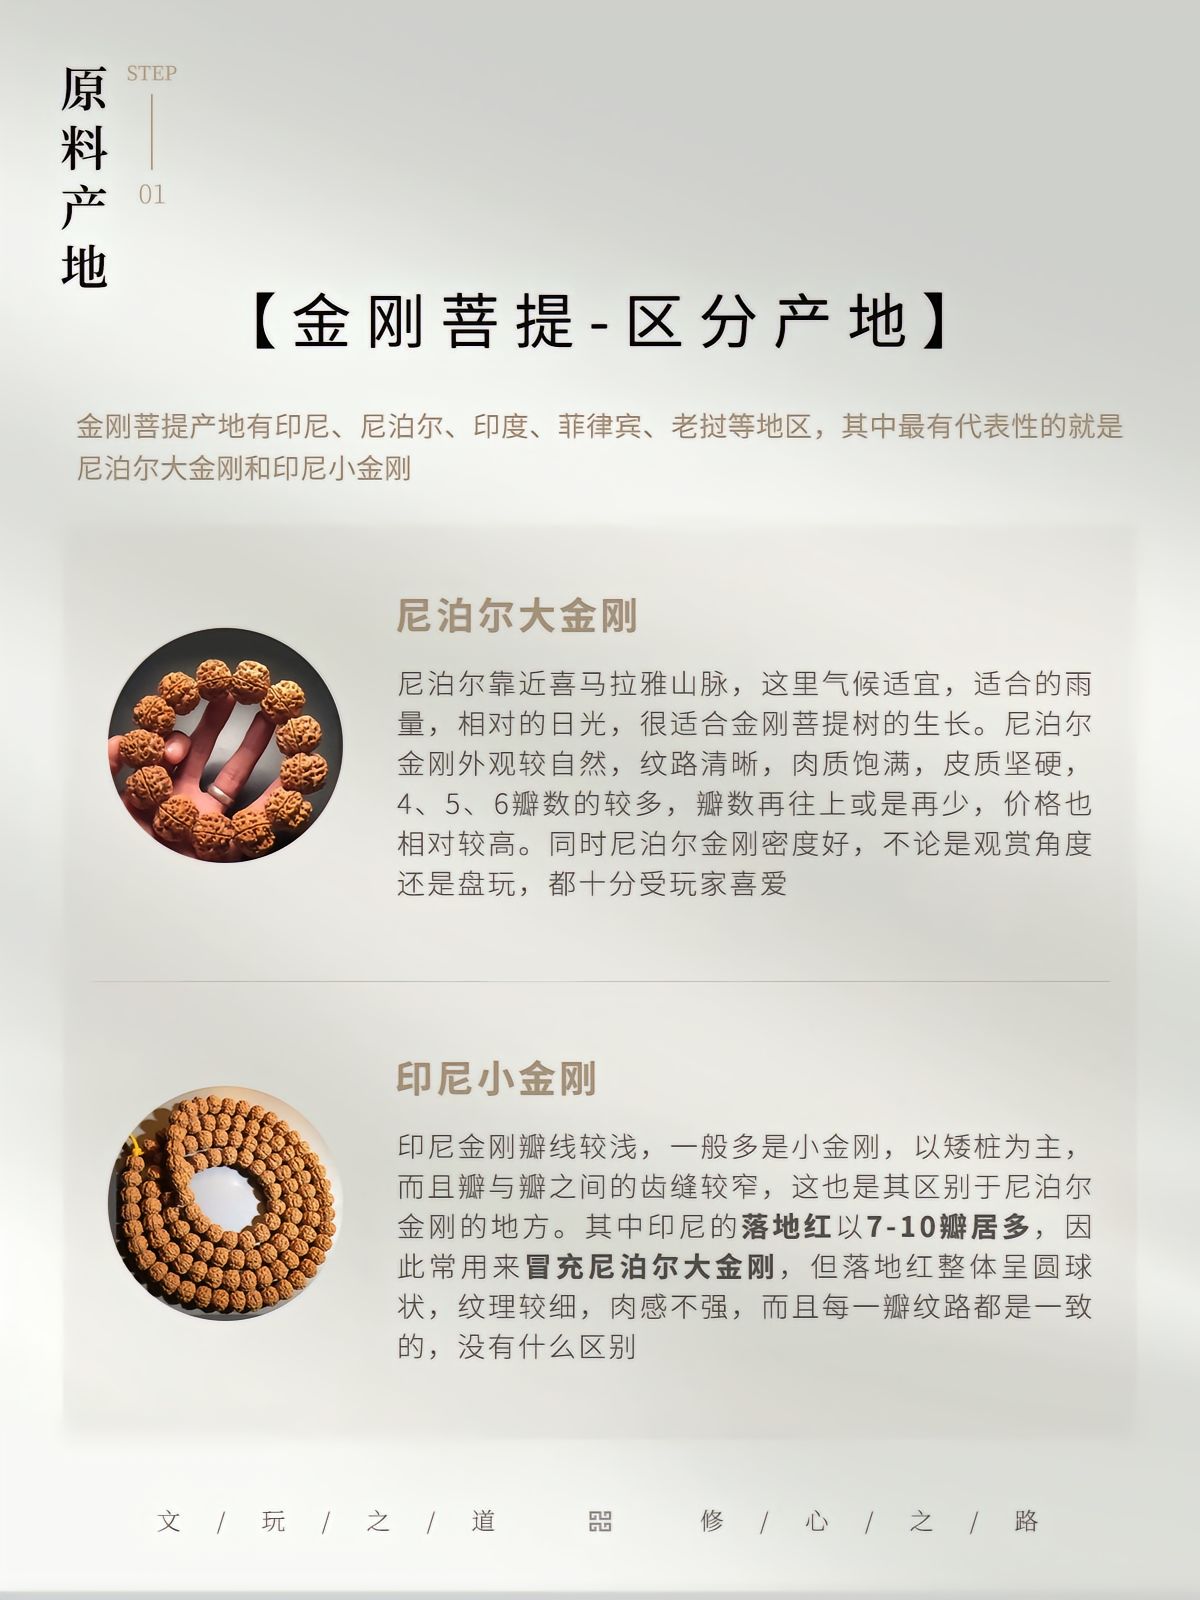 原料产地
STEP
01
【金刚菩提-区分产地】
金刚菩提产地有印尼、尼泊尔、印度、菲律宾、老挝等地区，其中最有代表性的就是
尼泊尔大金刚和印尼小金刚
尼泊尔大金刚
尼泊尔靠近喜马拉雅山脉，这里气候适宜，适合的雨
量，相对的日光，很适合金刚菩提树的生长。尼泊尔
金刚外观较自然，纹路清晰，肉质饱满，皮质坚硬，
4、5、6瓣数的较多，瓣数再往上或是再少，价格也
相对较高。同时尼泊尔金刚密度好，不论是观赏角度
还是盘玩，都十分受玩家喜爱
印尼小金刚
印尼金刚瓣线较浅，一般多是小金刚，以矮桩为主，
而且瓣与瓣之间的齿缝较窄，这也是其区别于尼泊尔
金刚的地方。其中印尼的落地红以7-10瓣居多，因
此常用来冒充尼泊尔大金刚，但落地红整体呈圆球
状，纹理较细，肉感不强，而且每一瓣纹路都是一致
的，没有什么区别
文 / 玩 / 之 / 道 修 / 心 / 之 / 路